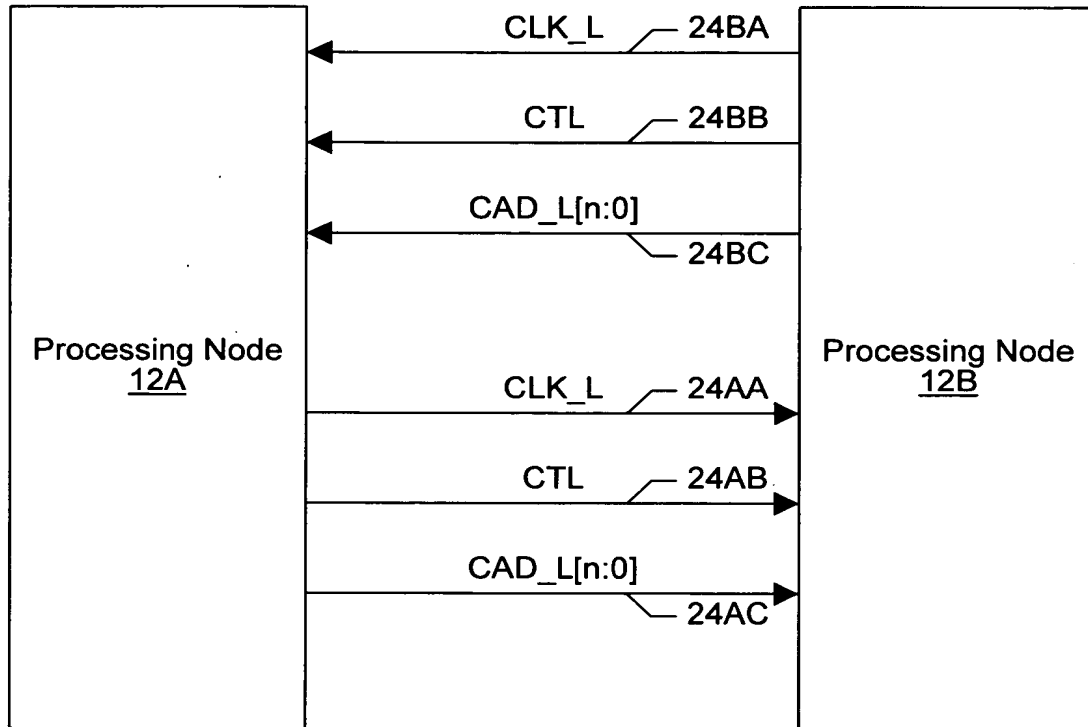 CLK_L 24BA
CTL 24BB
CAD_L[n:0]
24BC
Processing Node
12A
Processing Node
12B
CLK_L 24AA
CTL 24AB
CAD_L[n:0]
24AC